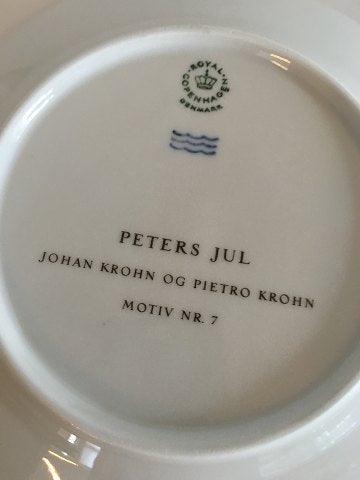 ROYAL
COPENHAGEN
DENMARK
PETERS JUL
JOHAN KROHN OG PIETRO KROHN
MOTIV NR. 7